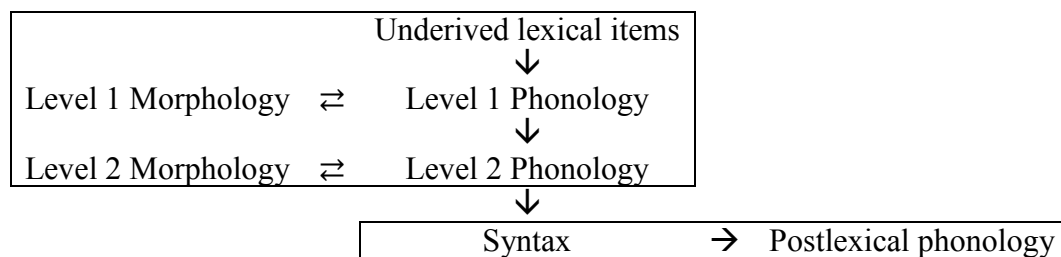 Underived lexical items
↓
Level 1 Morphology ⇄ Level 1 Phonology
↓
Level 2 Morphology ⇄ Level 2 Phonology
↓
Syntax → Postlexical phonology